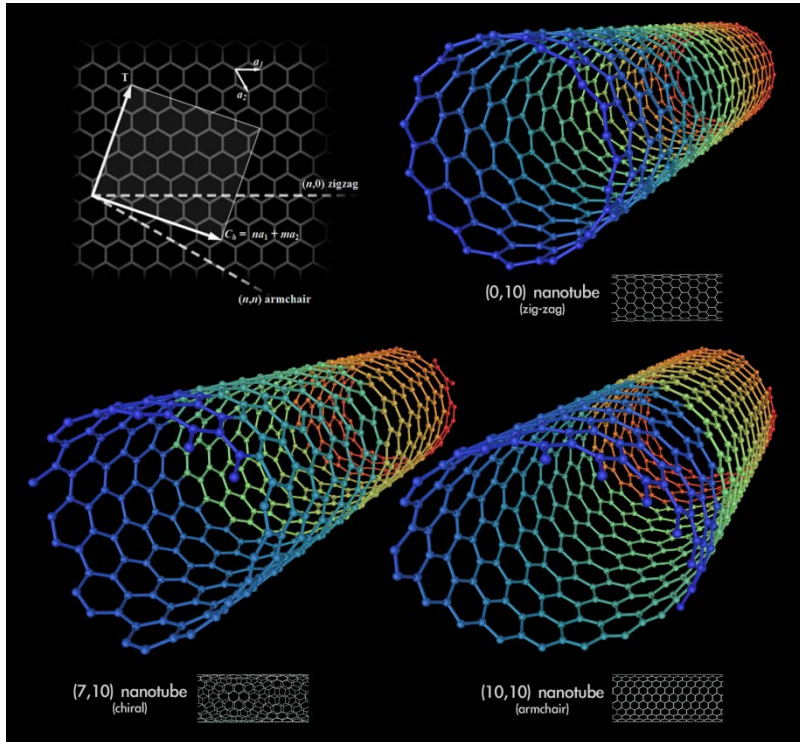 T
a1
a2
(n,0) zigzag
Ch = na1 + ma2
(n,n) armchair
(0,10) nanotube
(zig-zag)
(7,10) nanotube
(chiral)
(10,10) nanotube
(armchair)